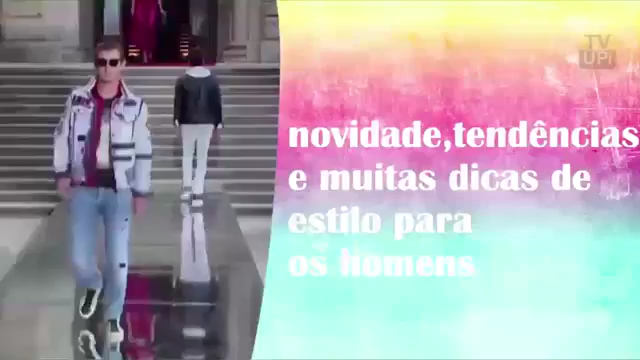 TV
UPi
novidade,tendências
e muitas dicas de
estilo para
os homens